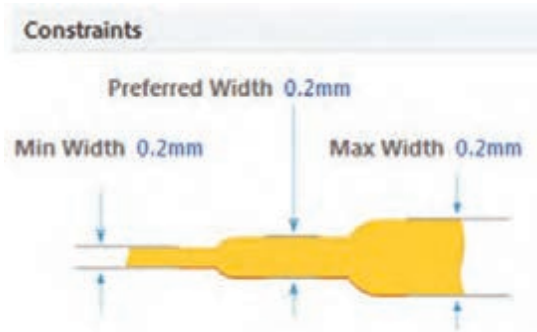 Constraints
Preferred Width 0.2mm
Min Width 0.2mm
Max Width 0.2mm